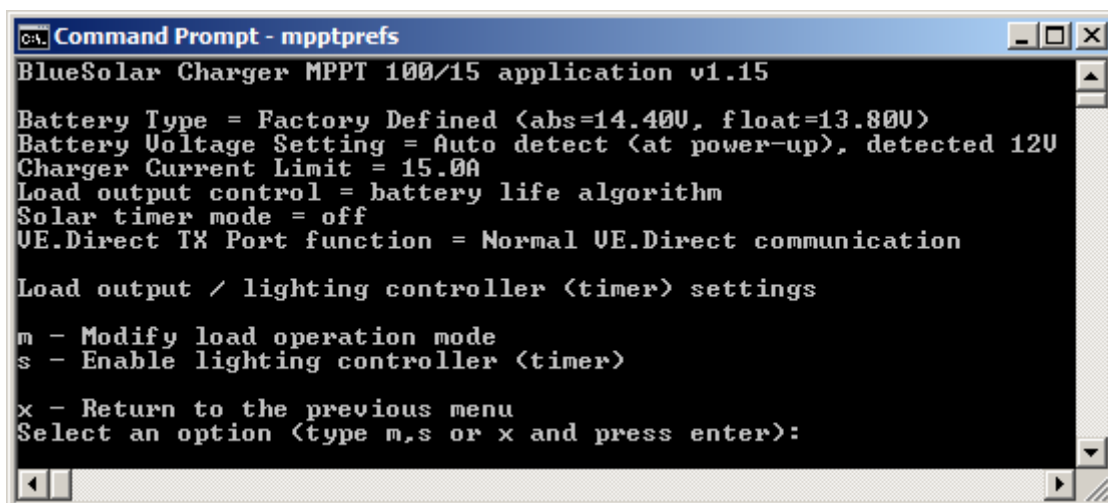 Command Prompt - mpptprefs
BlueSolar Charger MPPT 100/15 application v1.15
Battery Type = Factory Defined (abs=14.40V, float=13.80V)
Battery Voltage Setting = Auto detect (at power-up), detected 12V
Charger Current Limit = 15.0A
Load output control = battery life algorithm
Solar timer mode = off
VE.Direct TX Port function = Normal VE.Direct communication
Load output / lighting controller (timer) settings
m - Modify load operation mode
s - Enable lighting controller (timer)
x - Return to the previous menu
Select an option (type m,s or x and press enter):